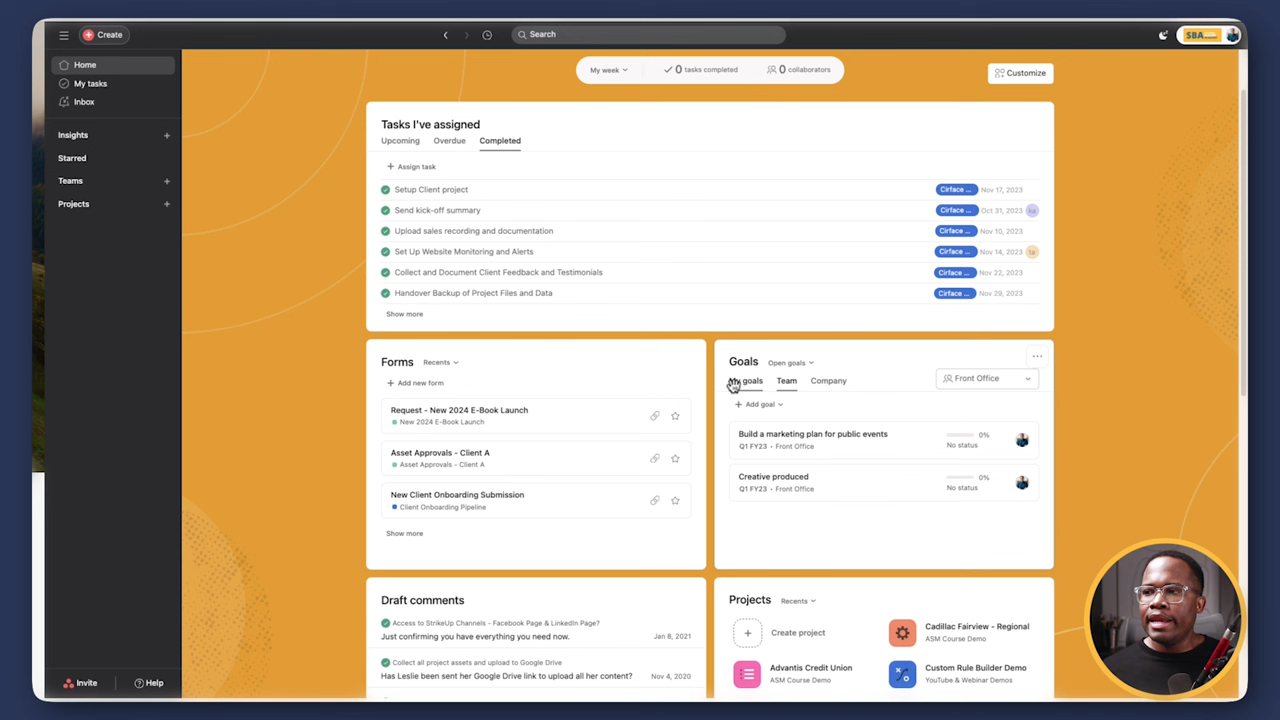 Create
Search
SBA
Home
My tasks
Inbox
Insights
Starred
Teams
Projects
Invite
Help
My week
0 tasks completed
0 collaborators
Customize
Tasks I've assigned
Upcoming Overdue Completed
Assign task
Setup Client project Cirface ... Nov 17, 2023
Send kick-off summary Cirface ... Oct 31, 2023 ka
Upload sales recording and documentation Cirface ... Nov 10, 2023
Set Up Website Monitoring and Alerts Cirface ... Nov 14, 2023
Collect and Document Client Feedback and Testimonials Cirface ... Nov 22, 2023
Handover Backup of Project Files and Data Cirface ... Nov 29, 2023
Show more
Forms Recents
Add new form
Request - New 2024 E-Book Launch
New 2024 E-Book Launch
Asset Approvals - Client A
Asset Approvals - Client A
New Client Onboarding Submission
Client Onboarding Pipeline
Show more
Goals Open goals
My goals Team Company
Front Office
Add goal
Build a marketing plan for public events 0%
Q1 FY23 • Front Office No status
Creative produced 0%
Q1 FY23 • Front Office No status
Draft comments
Access to StrikeUp Channels - Facebook Page & LinkedIn Page?
Just confirming you have everything you need now. Jan 8, 2021
Collect all project assets and upload to Google Drive
Has Leslie been sent her Google Drive link to upload all her content? Nov 4, 2020
Projects Recents
Create project
Cadillac Fairview - Regional
ASM Course Demo
Advantis Credit Union
ASM Course Demo
Custom Rule Builder Demo
YouTube & Webinar Demos